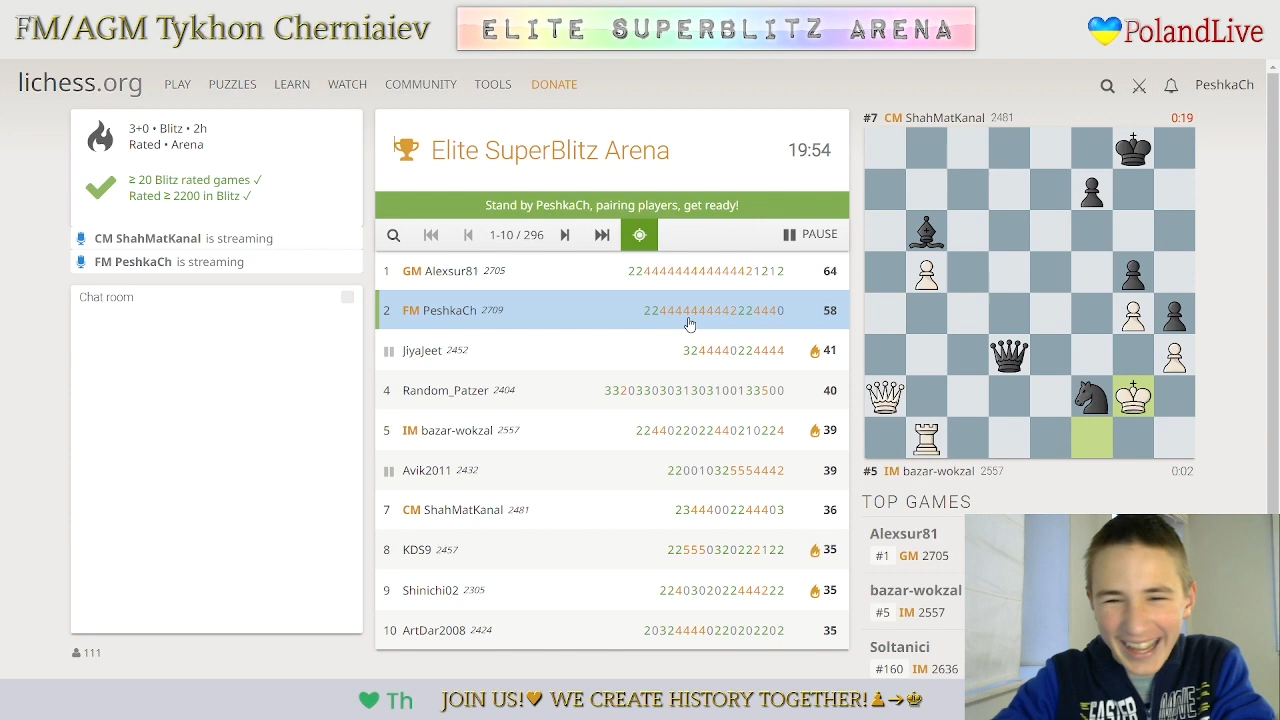 FM/AGM Tykhon Cherniaiev
ELITE SUPERBLITZ ARENA
PolandLive
lichess.org
PLAY PUZZLES LEARN WATCH COMMUNITY TOOLS DONATE
PeshkaCh
3+0 • Blitz • 2h
Rated • Arena
≥ 20 Blitz rated games ✓
Rated ≥ 2200 in Blitz ✓
CM ShahMatKanal is streaming
FM PeshkaCh is streaming
Chat room
111
Elite SuperBlitz Arena 19:54
Stand by PeshkaCh, pairing players, get ready!
1-10 / 296 PAUSE
1 GM Alexsur81 2705 22444444444444421212 64
2 FM PeshkaCh 2709 224444444442224440 58
JiyaJeet 2452 3244440224444 41
4 Random_Patzer 2404 33203303031303100133500 40
5 IM bazar-wokzal 2557 2244022022440210224 39
Avik2011 2432 220010325554442 39
7 CM ShahMatKanal 2481 23444002244403 36
8 KDS9 2457 225550320222122 35
9 Shinichi02 2305 2240302022444222 35
10 ArtDar2008 2424 203244440220202202 35
#7 CM ShahMatKanal 2481 0:19
#5 IM bazar-wokzal 2557 0:02
TOP GAMES
Alexsur81
#1 GM 2705
bazar-wokzal
#5 IM 2557
Soltanici
#160 IM 2636
Th JOIN US! WE CREATE HISTORY TOGETHER!